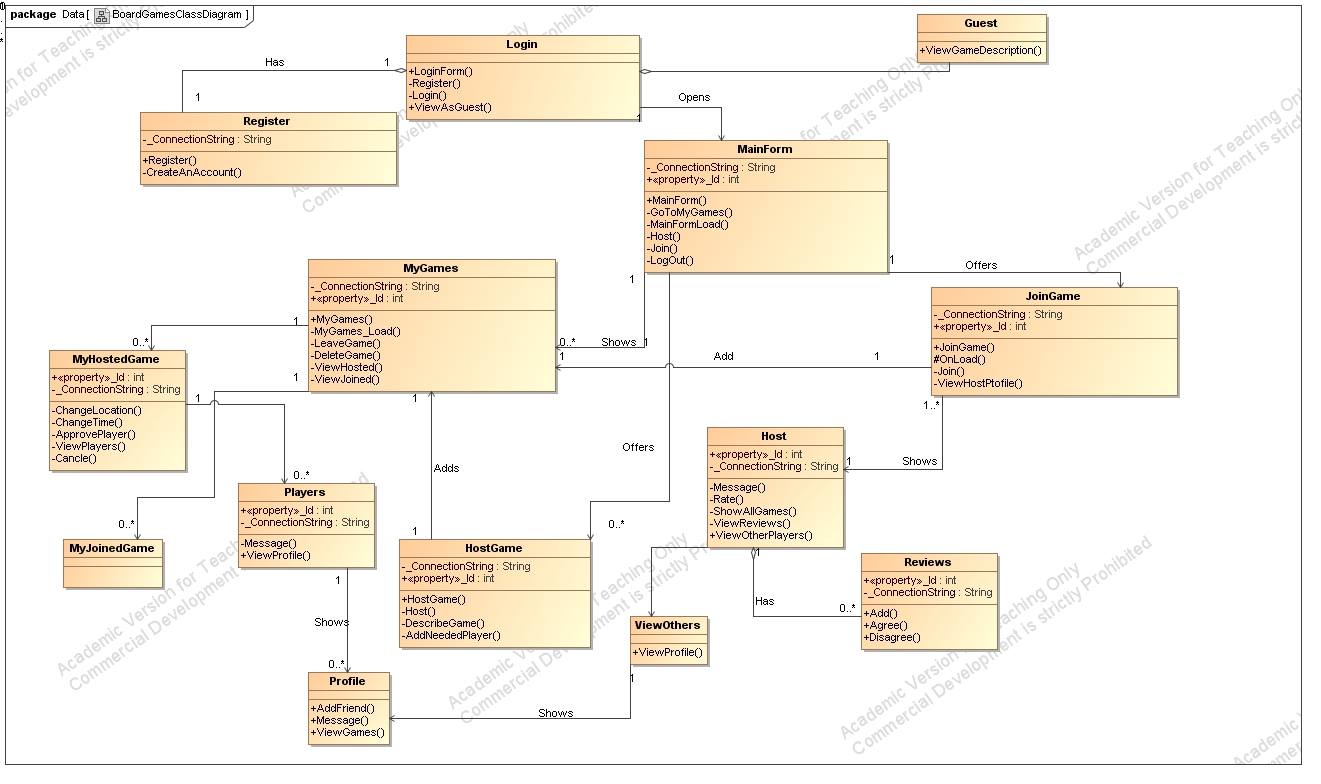 package Data[ BoardGamesClassDiagram ]
Guest
+ViewGameDescription()
Login
+LoginForm()
-Register()
-Login()
+ViewAsGuest()
Has
1
1
1
Opens
Register
-_ConnectionString : String
+Register()
-CreateAnAccount()
MainForm
-_ConnectionString : String
+«property»_Id : int
+MainForm()
-GoToMyGames()
-MainFormLoad()
-Host()
-Join()
-LogOut()
1
Offers
1
MyGames
-_ConnectionString : String
+«property»_Id : int
+MyGames()
-MyGames_Load()
-LeaveGame()
-DeleteGame()
-ViewHosted()
-ViewJoined()
JoinGame
-_ConnectionString : String
+«property»_Id : int
+JoinGame()
#OnLoad()
-Join()
-ViewHostPtofile()
1
0..*
0..*
Shows
1
1
Add
1
MyHostedGame
+«property»_Id : int
-_ConnectionString : String
-ChangeLocation()
-ChangeTime()
-ApprovePlayer()
-ViewPlayers()
-Cancle()
1
1
1
1..*
Host
+«property»_Id : int
-_ConnectionString : String
-Message()
-Rate()
-ShowAllGames()
-ViewReviews()
+ViewOtherPlayers()
1
Shows
Offers
Adds
0..*
Players
+«property»_Id : int
-_ConnectionString : String
-Message()
+ViewProfile()
0..*
MyJoinedGame
1
0..*
HostGame
-_ConnectionString : String
+«property»_Id : int
+HostGame()
-Host()
-DescribeGame()
-AddNeededPlayer()
1
Has
0..*
Reviews
+«property»_Id : int
-_ConnectionString : String
+Add()
+Agree()
+Disagree()
1
Shows
0..*
ViewOthers
+ViewProfile()
1
Shows
Profile
+AddFriend()
+Message()
+ViewGames()
Academic Version for Teaching Only
Commercial Development is strictly Prohibited